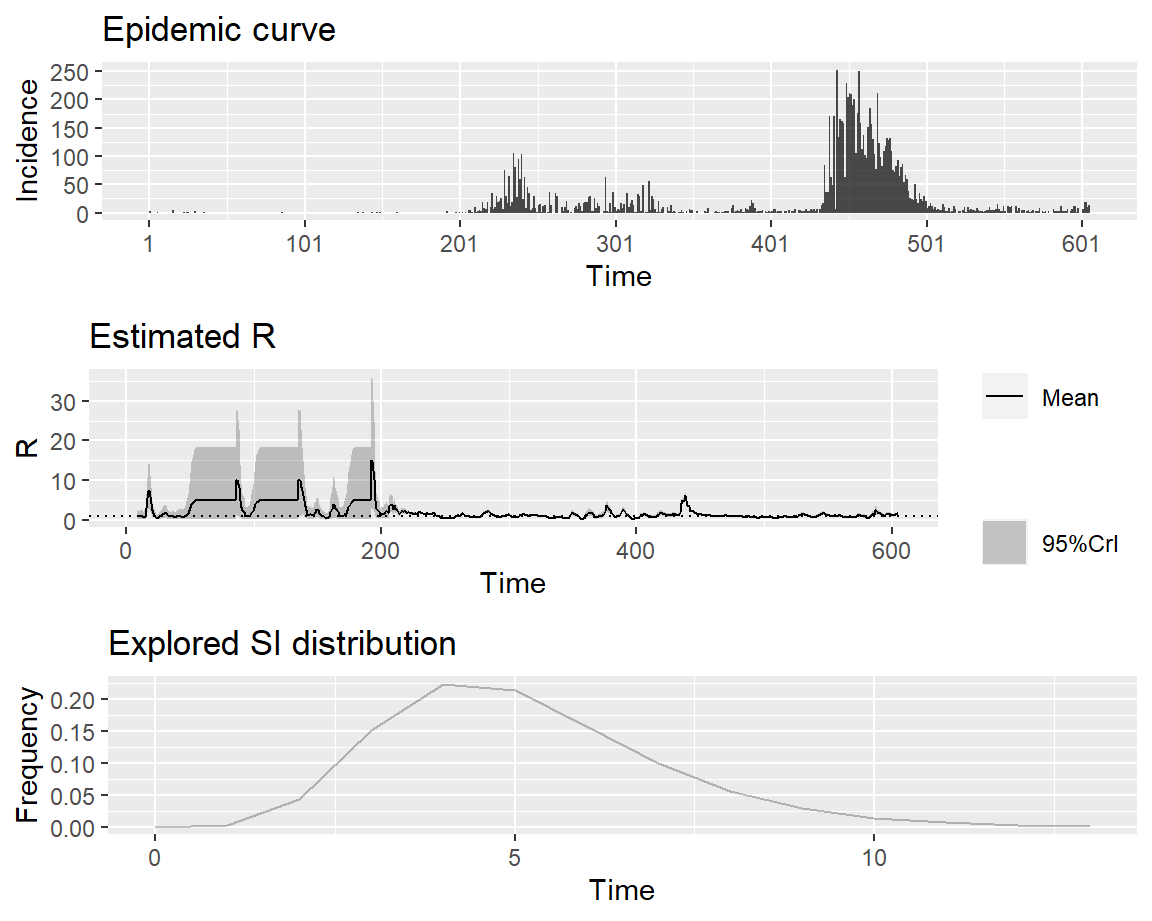 Epidemic curve
250
200
150
100
50
0
Incidence
1 101 201 301 401 501 601
Time
Estimated R
30
20
10
0
R
0 200 400 600
Time
Mean
95%CrI
Explored SI distribution
0.20
0.15
0.10
0.05
0.00
Frequency
0 5 10
Time